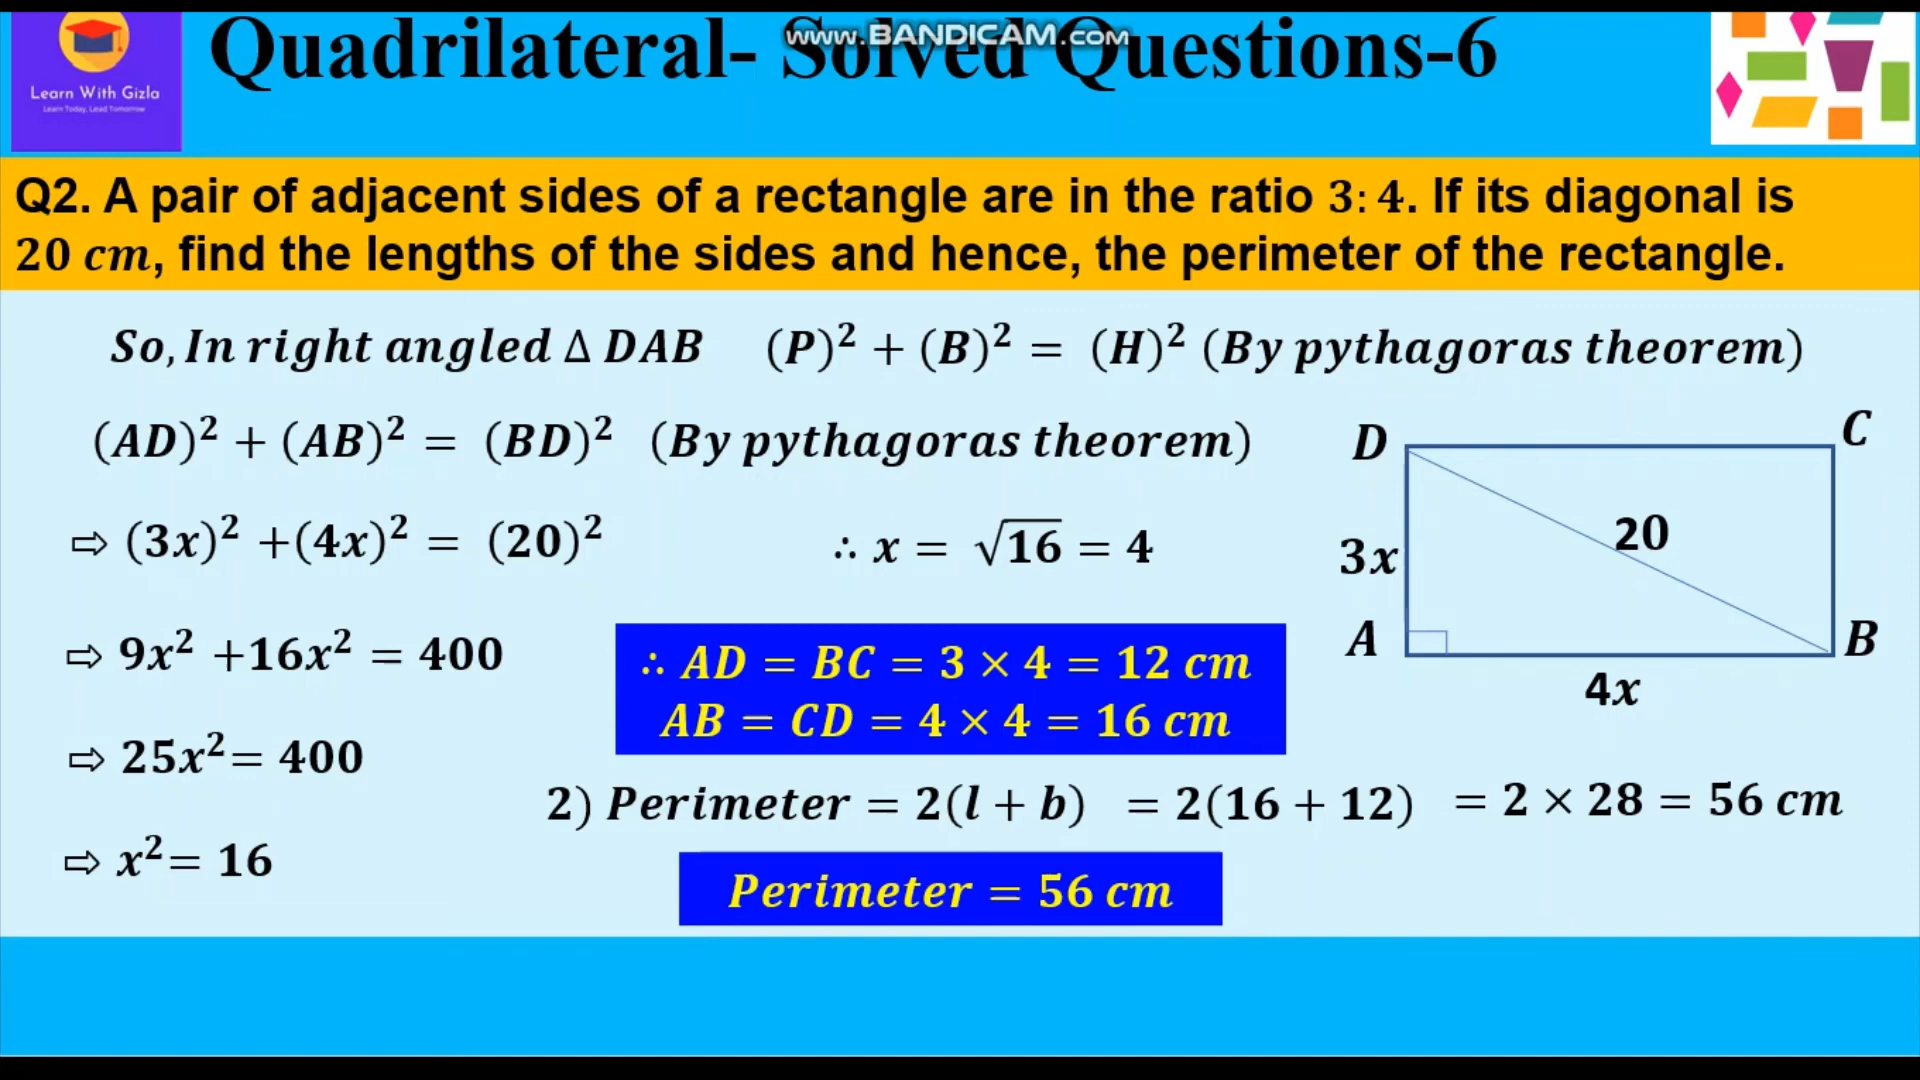 www.BANDICAM.com
Quadrilateral- Solved Questions-6
Learn With Gizla
Learn Today, Lead Tomorrow
Q2. A pair of adjacent sides of a rectangle are in the ratio 3: 4. If its diagonal is
20 cm, find the lengths of the sides and hence, the perimeter of the rectangle.
So, In right angled Δ DAB (P)² + (B)² = (H)² (By pythagoras theorem)
(AD)² + (AB)² = (BD)² (By pythagoras theorem)
⇨ (3x)² +(4x)² = (20)²
∴ x = √16 = 4
⇨ 9x² +16x² = 400
∴ AD = BC = 3 × 4 = 12 cm
AB = CD = 4 × 4 = 16 cm
⇨ 25x²= 400
2) Perimeter = 2(l + b) = 2(16 + 12) = 2 × 28 = 56 cm
⇨ x²= 16
Perimeter = 56 cm
D
C
20
3x
A
B
4x